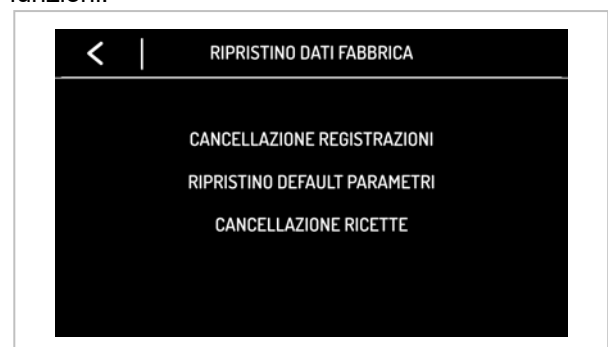 RIPRISTINO DATI FABBRICA
CANCELLAZIONE REGISTRAZIONI
RIPRISTINO DEFAULT PARAMETRI
CANCELLAZIONE RICETTE